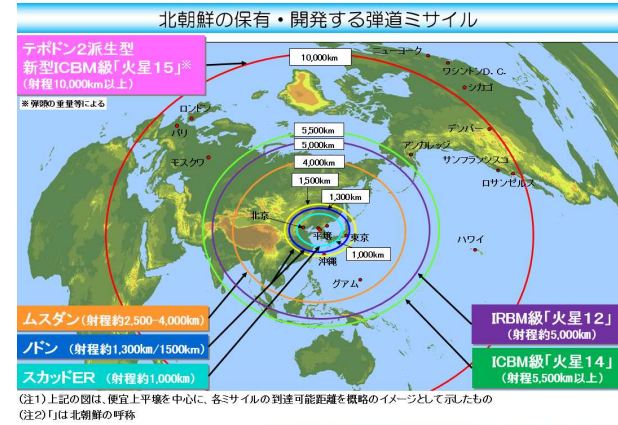 北朝鮮の保有・開発する弾道ミサイル
テポドン2派生型
新型ICBM級「火星15」※
(射程10,000km以上)
※弾頭の重量等による
10,000km
ニューヨーク
ワシントンD.C.
シカゴ
ロンドン
パリ
モスクワ
5,500km
5,000km
4,000km
1,500km
1,300km
アンカレッジ
デンバー
サンフランシスコ
ロサンゼルス
北京
平壌
東京
1,000km
沖縄
ハワイ
グアム
ムスダン(射程約2,500-4,000km)
ノドン (射程約1,300km/1500km)
スカッドER (射程約1,000km)
IRBM級「火星12」
(射程約5,000km)
ICBM級「火星14」
(射程5,500km以上)
(注1)上記の図は、便宜上平壌を中心に、各ミサイルの到達可能距離を概略のイメージとして示したもの
(注2)「」は北朝鮮の呼称